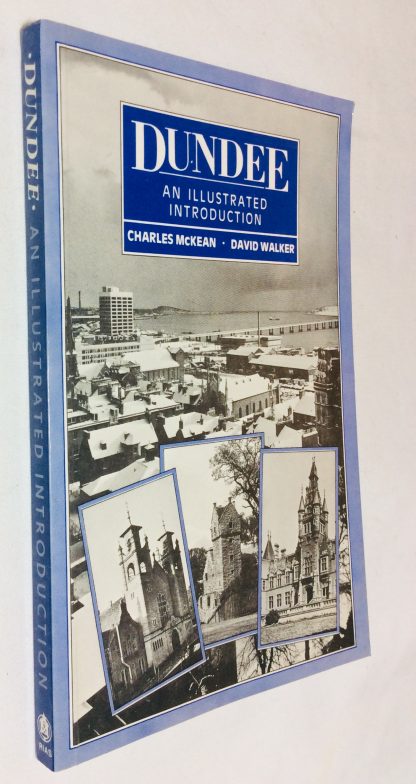 DUNDEE
AN ILLUSTRATED
INTRODUCTION
CHARLES McKEAN · DAVID WALKER
·DUNDEE· AN ILLUSTRATED INTRODUCTION
RIAS